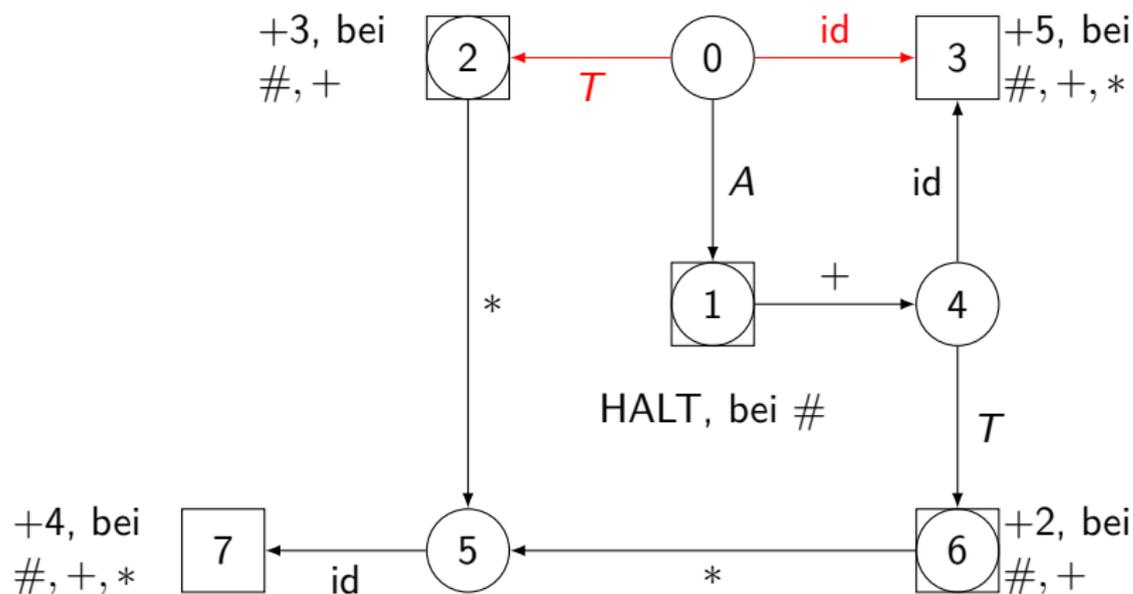 +3, bei
#, +
2
T
0
id
3
+5, bei
#, +, *
A
id
*
1
+
4
HALT, bei #
T
+4, bei
#, +, *
7
id
5
*
6
+2, bei
#, +